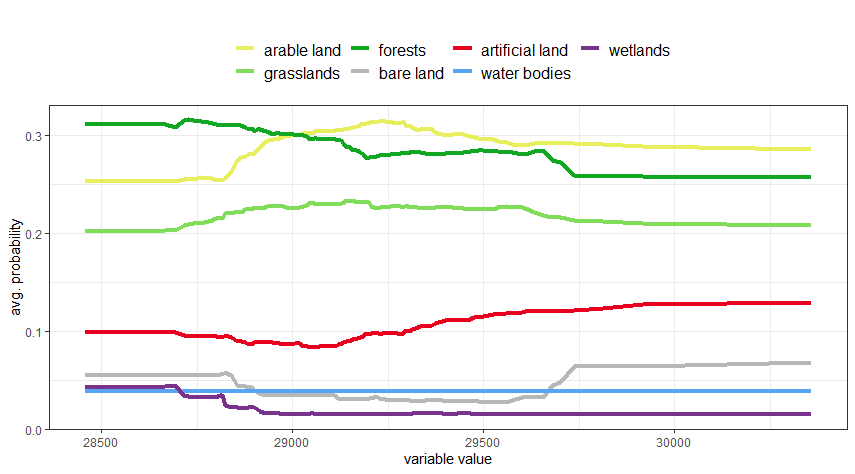 arable land forests artificial land wetlands
grasslands bare land water bodies
0.3
0.2
0.1
0.0
avg. probability
28500 29000 29500 30000
variable value